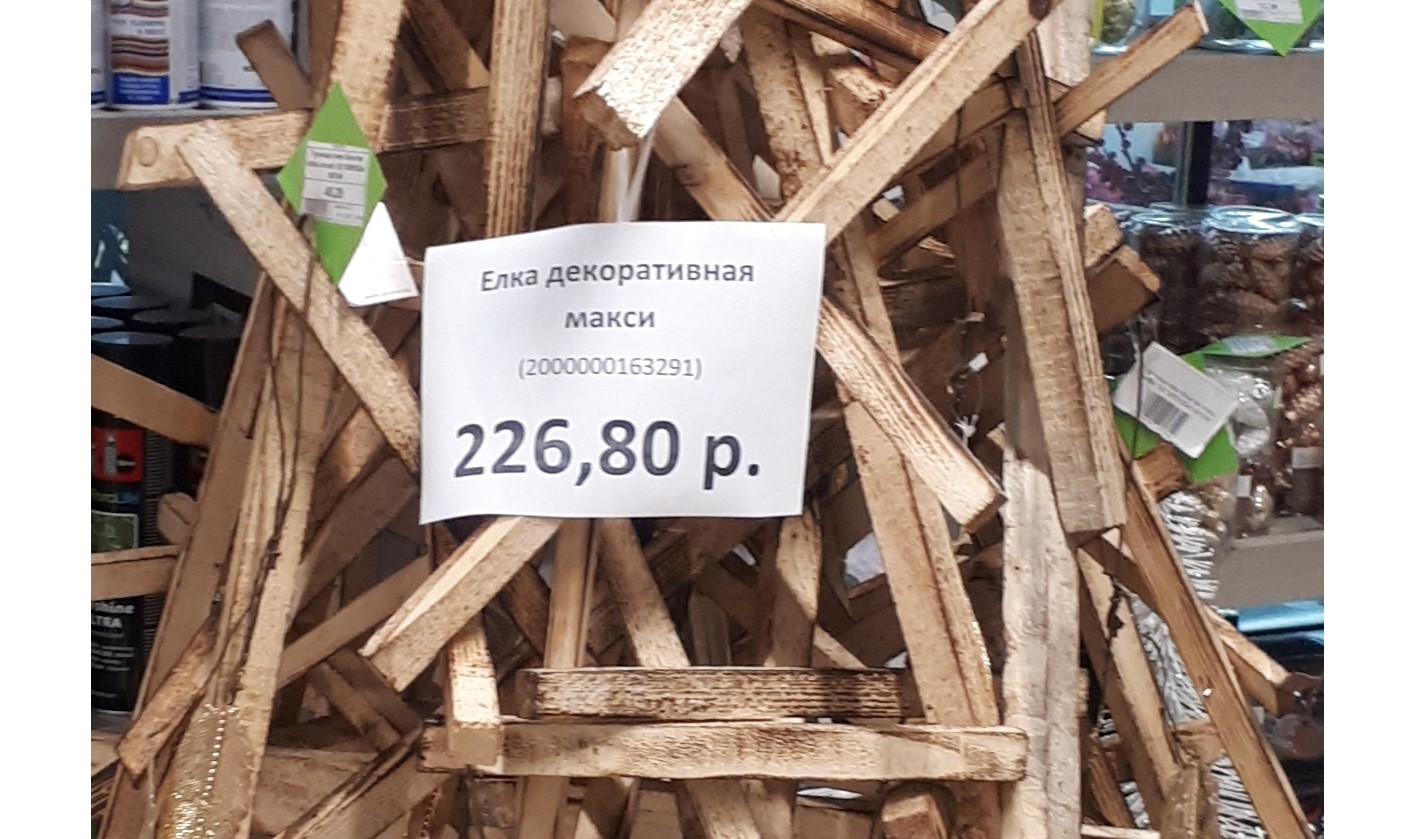 Елка декоративная
макси
(2000000163291)
226,80 р.